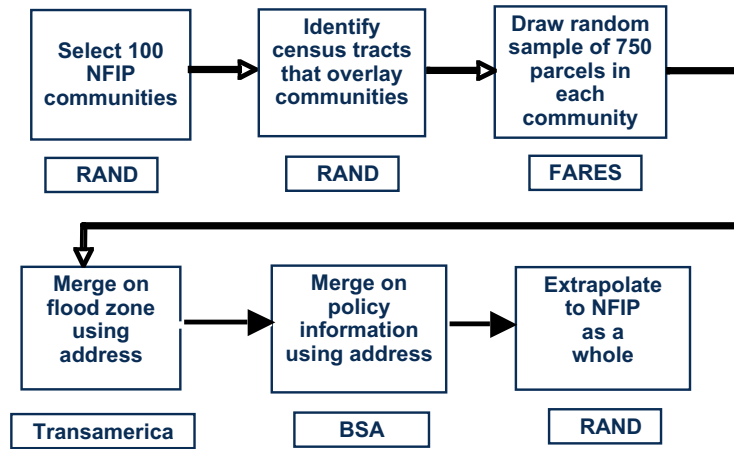 Select 100
NFIP
communities
Identify
census tracts
that overlay
communities
Draw random
sample of 750
parcels in
each
community
RAND
RAND
FARES
Merge on
flood zone
using
address
Merge on
policy
information
using address
Extrapolate
to NFIP
as a
whole
Transamerica
BSA
RAND